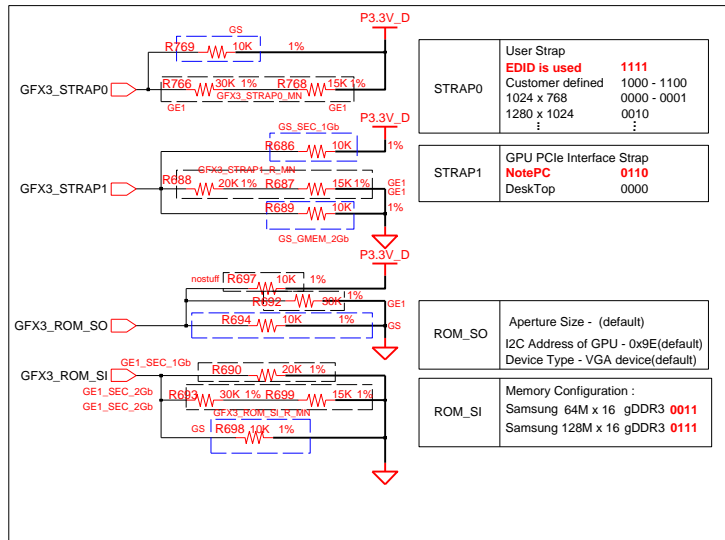 P3.3V_D
GS
R769 10K 1%
GFX3_STRAP0
R766 30K 1% R768 15K 1%
GFX3_STRAP0_MN
GE1 GE1
User Strap
STRAP0
EDID is used 1111
Customer defined 1000 - 1100
1024 x 768 0000 - 0001
1280 x 1024 0010
P3.3V_D
GS_SEC_1Gb
R686 10K 1%
GFX3_STRAP1
GFX3_STRAP1_R_MN
R688 20K 1% R687 15K 1% GE1
GE1
R689 10K 1%
GS_GMEM_2Gb
STRAP1
GPU PCIe Interface Strap
NotePC 0110
DeskTop 0000
P3.3V_D
nostuff R697 10K 1%
R692 30K 1% GE1
GFX3_ROM_SO
R694 10K 1% GS
ROM_SO
Aperture Size - (default)
I2C Address of GPU - 0x9E(default)
Device Type - VGA device(default)
GFX3_ROM_SI
GE1_SEC_1Gb R690 20K 1%
GE1_SEC_2Gb
R693 30K 1% R699 15K 1%
GE1_SEC_2Gb
GFX3_ROM_SI_R_MN
GS R698 10K 1%
ROM_SI
Memory Configuration :
Samsung 64M x 16 gDDR3 0011
Samsung 128M x 16 gDDR3 0111